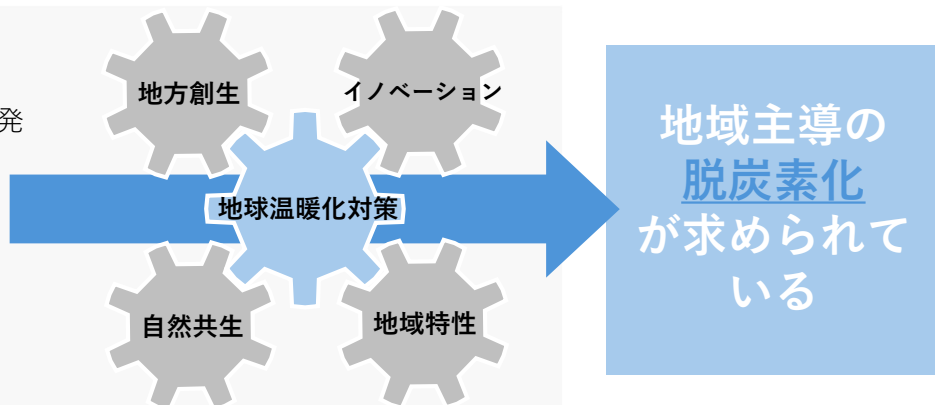 発
地方創生
イノベーション
地球温暖化対策
自然共生
地域特性
地域主導の
脱炭素化
が求められて
いる